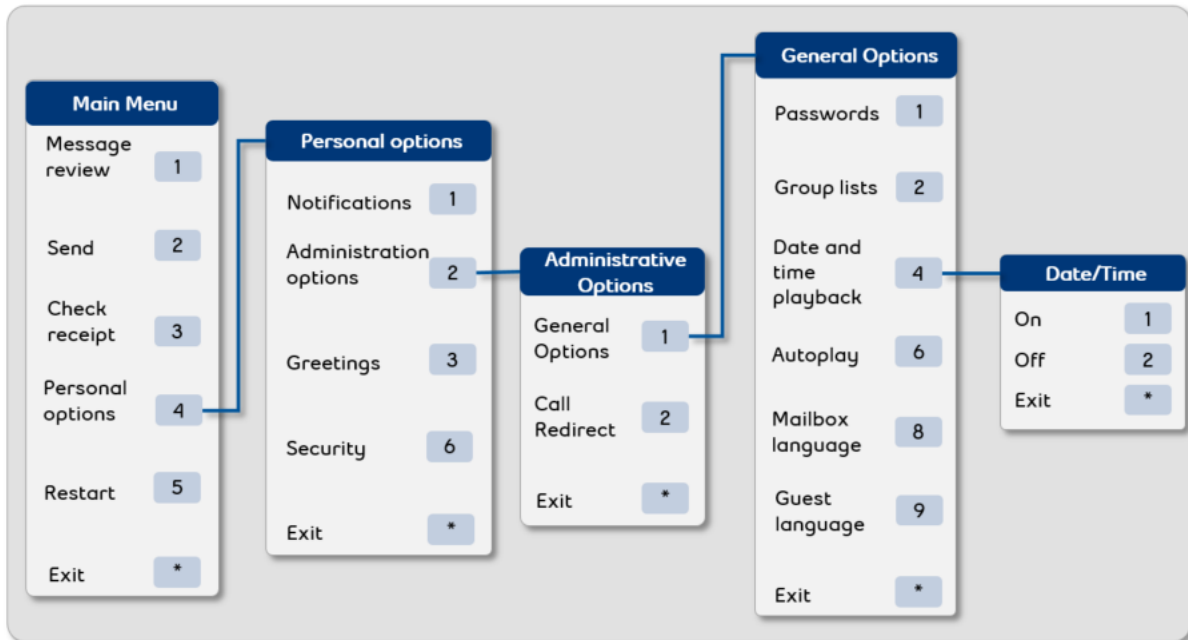 Main Menu
Message
review
1
Send
2
Check
receipt
3
Personal
options
4
Restart
5
Exit
*
Personal options
Notifications
1
Administration
options
2
Greetings
3
Security
6
Exit
*
Administrative
Options
General
Options
1
Call
Redirect
2
Exit
*
General Options
Passwords
1
Group lists
2
Date and
time
playback
4
Autoplay
6
Mailbox
language
8
Guest
language
9
Exit
*
Date/Time
On
1
Off
2
Exit
*